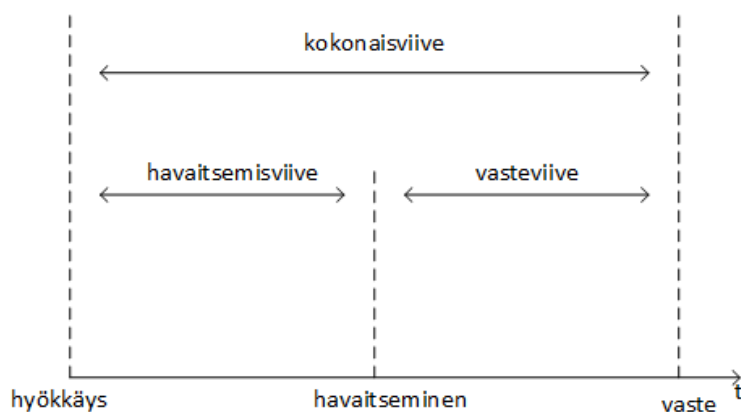 kokonaisviive
havaitsemisviive
vasteviive
hyökkäys
havaitseminen
vaste
t